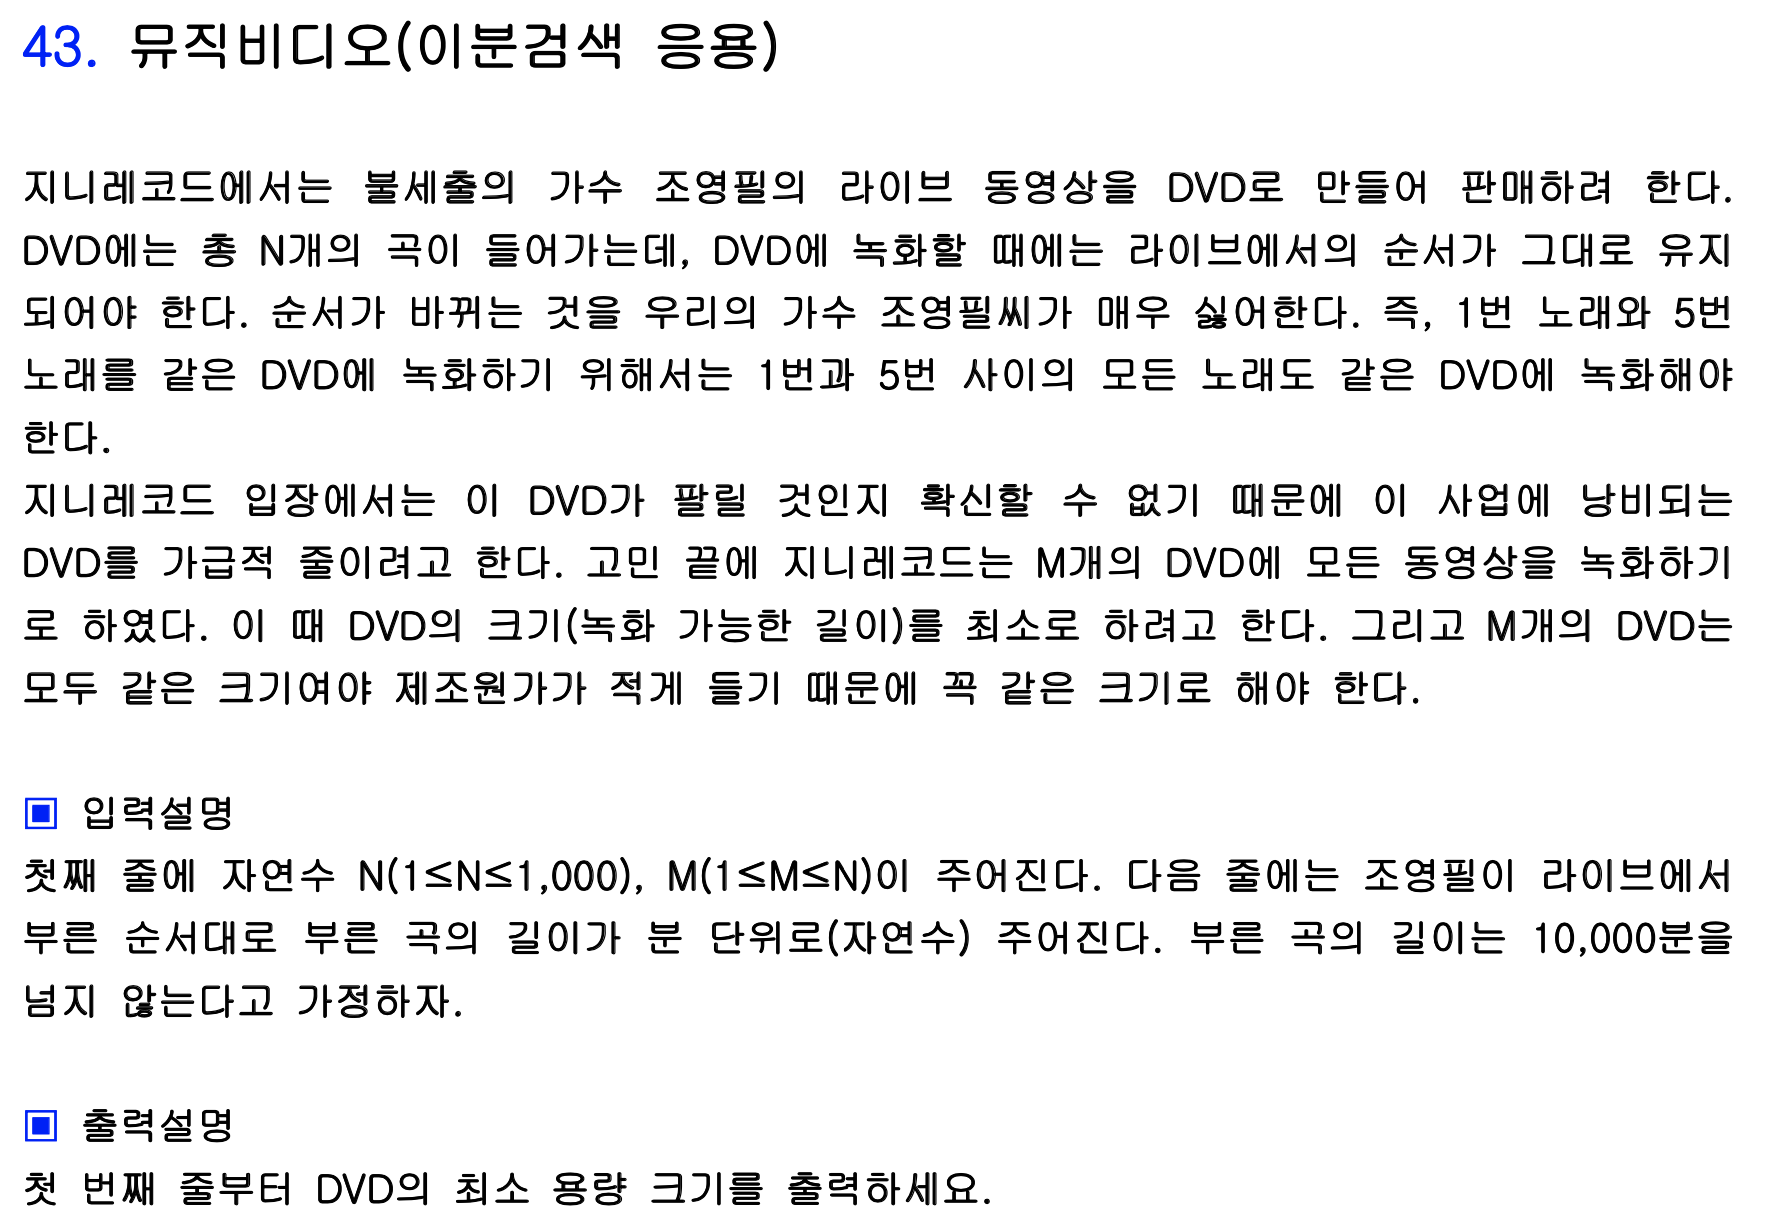 43. 뮤직비디오(이분검색 응용)
지니레코드에서는 불세출의 가수 조영필의 라이브 동영상을 DVD로 만들어 판매하려 한다.
DVD에는 총 N개의 곡이 들어가는데, DVD에 녹화할 때에는 라이브에서의 순서가 그대로 유지
되어야 한다. 순서가 바뀌는 것을 우리의 가수 조영필씨가 매우 싫어한다. 즉, 1번 노래와 5번
노래를 같은 DVD에 녹화하기 위해서는 1번과 5번 사이의 모든 노래도 같은 DVD에 녹화해야
한다.
지니레코드 입장에서는 이 DVD가 팔릴 것인지 확신할 수 없기 때문에 이 사업에 낭비되는
DVD를 가급적 줄이려고 한다. 고민 끝에 지니레코드는 M개의 DVD에 모든 동영상을 녹화하기
로 하였다. 이 때 DVD의 크기(녹화 가능한 길이)를 최소로 하려고 한다. 그리고 M개의 DVD는
모두 같은 크기여야 제조원가가 적게 들기 때문에 꼭 같은 크기로 해야 한다.
▣ 입력설명
첫째 줄에 자연수 N(1≤N≤1,000), M(1≤M≤N)이 주어진다. 다음 줄에는 조영필이 라이브에서
부른 순서대로 부른 곡의 길이가 분 단위로(자연수) 주어진다. 부른 곡의 길이는 10,000분을
넘지 않는다고 가정하자.
▣ 출력설명
첫 번째 줄부터 DVD의 최소 용량 크기를 출력하세요.